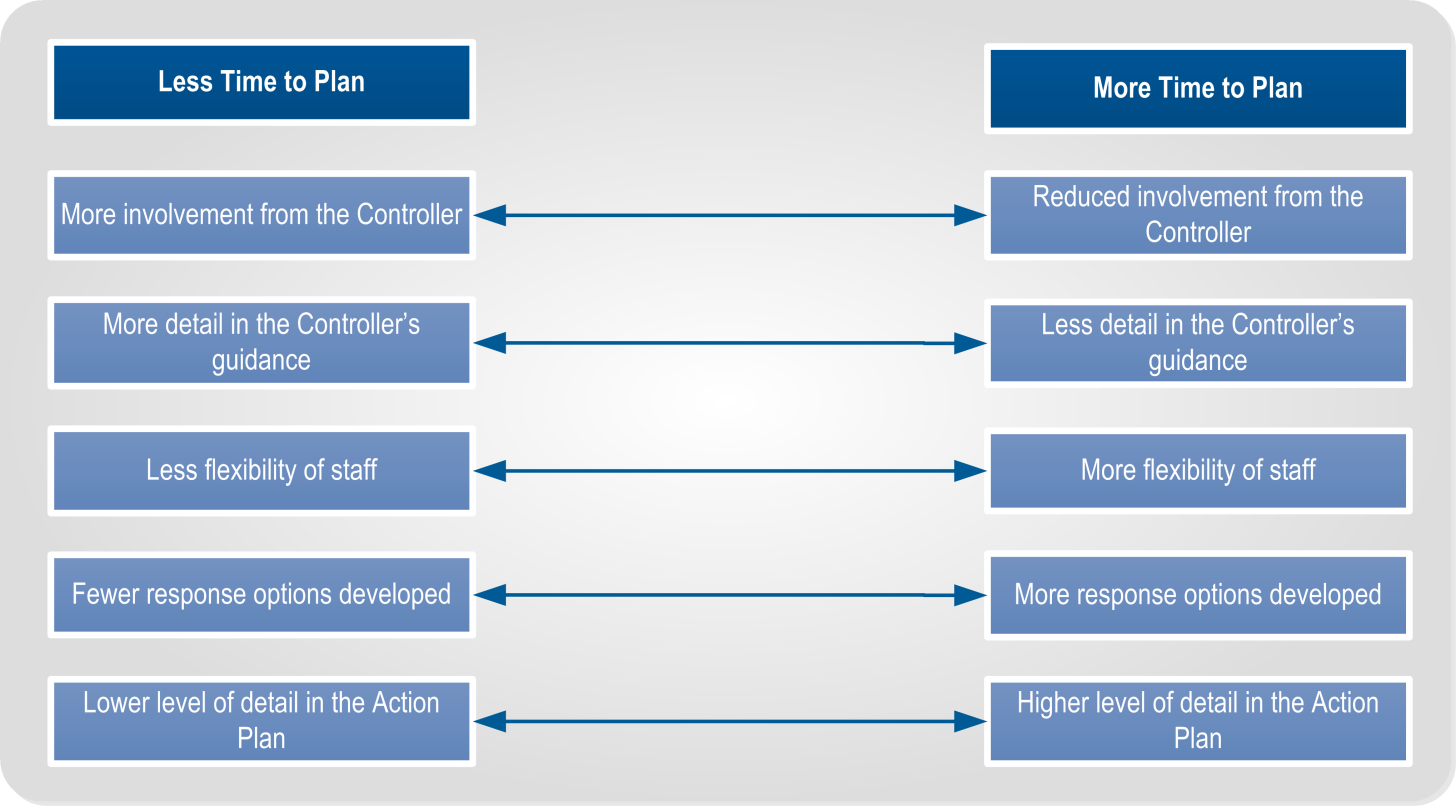 Less Time to Plan
More Time to Plan
More involvement from the Controller
Reduced involvement from the
Controller
More detail in the Controller’s
guidance
Less detail in the Controller’s
guidance
Less flexibility of staff
More flexibility of staff
Fewer response options developed
More response options developed
Lower level of detail in the Action
Plan
Higher level of detail in the Action
Plan